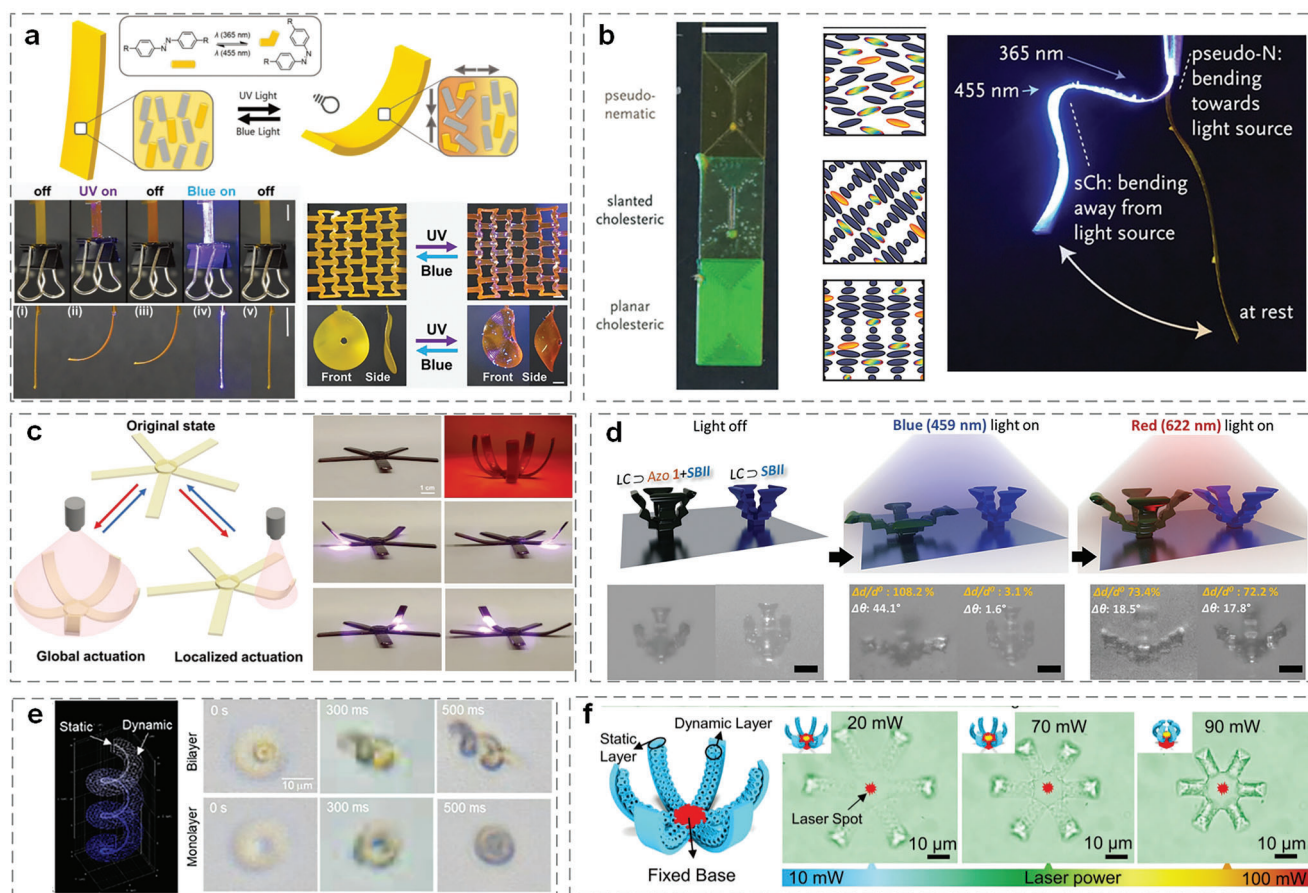 a
R
N
N
R
λ (365 nm)
λ (455 nm)
R
N
N
R
UV Light
Blue Light
off
UV on
off
Blue on
off
(i)
(ii)
(iii)
(iv)
(v)
UV
Blue
UV
Blue
Front
Side
Front
Side
b
pseudo-
nematic
slanted
cholesteric
planar
cholesteric
365 nm
455 nm
pseudo-N:
bending
towards
light source
sCh: bending
away from
light source
at rest
c
Original state
Global actuation
Localized actuation
1 cm
d
Light off
Blue (459 nm) light on
Red (622 nm) light on
LC ⊃ Azo 1+SBII
LC ⊃ SBII
Δd/d⁰ : 108.2 %
Δθ: 44.1°
Δd/d⁰ : 3.1 %
Δθ: 1.6°
Δd/d⁰ 73.4%
Δθ: 18.5°
Δd/d⁰ : 72.2 %
Δθ: 17.8°
e
Static
Dynamic
Bilayer
0 s
300 ms
500 ms
10 μm
Monolayer
0 s
300 ms
500 ms
f
Static
Layer
Dynamic Layer
Fixed Base
20 mW
70 mW
90 mW
Laser Spot
10 μm
10 μm
10 μm
10 mW
Laser power
100 mW